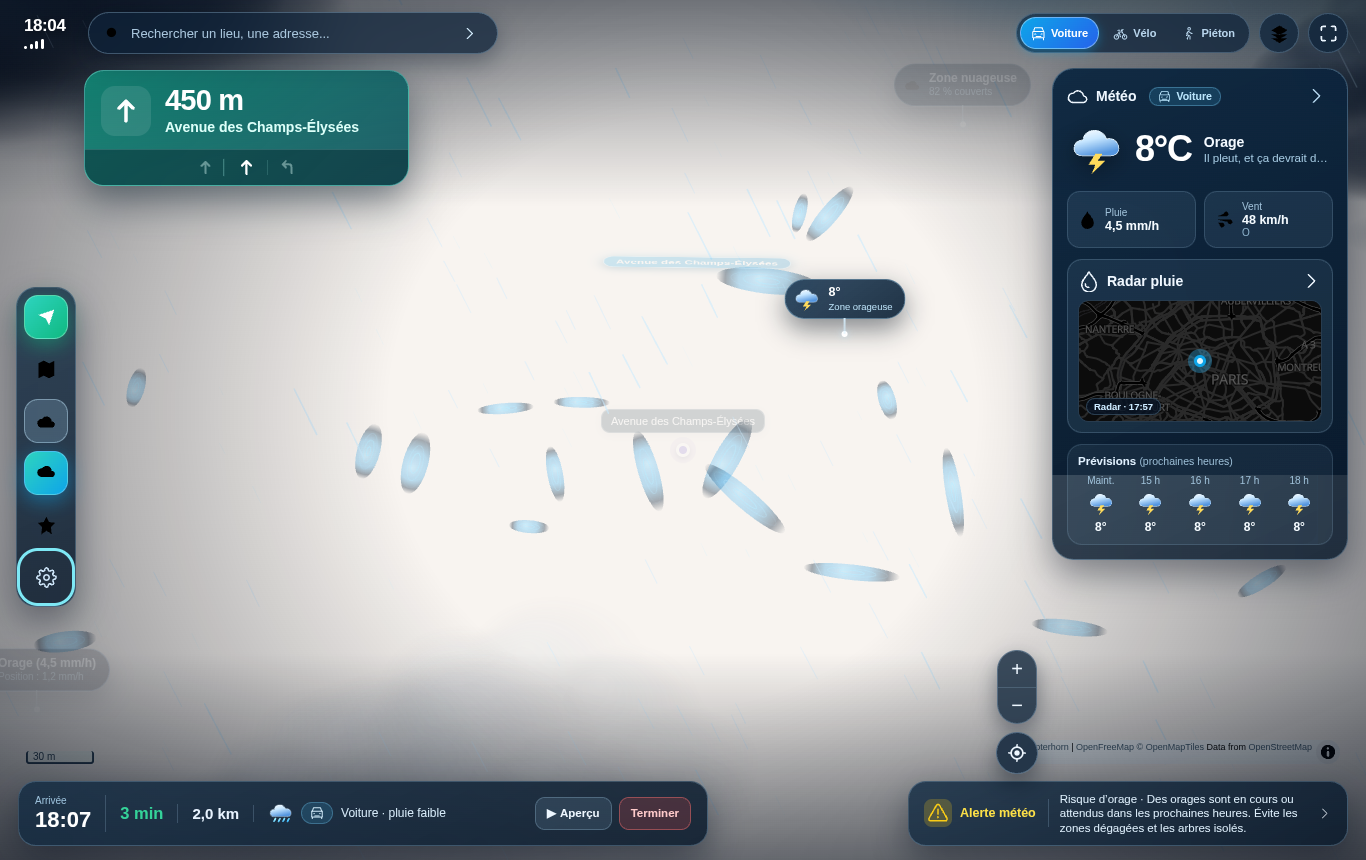 18:04
Rechercher un lieu, une adresse...
Voiture
Vélo
Piéton
450 m
Avenue des Champs-Élysées
Zone nuageuse
82 % couverts
Météo
Voiture
8°C
Orage
Il pleut, et ça devrait d…
Pluie
4,5 mm/h
Vent
48 km/h
O
Avenue des Champs-Élysées
8°
Zone orageuse
Radar pluie
AUBERVILLIERS
NANTERRE
A 3
MONTREU
PARIS
BOULOGNE
Radar · 17:57
Avenue des Champs-Élysées
Prévisions (prochaines heures)
Maint.
15 h
16 h
17 h
18 h
8°
8°
8°
8°
8°
Orage (4,5 mm/h)
Position : 1,2 mm/h
+
−
30 m
OpenFreeMap © OpenMapTiles Data from OpenStreetMap
Arrivée
18:07
3 min
2,0 km
Voiture · pluie faible
▶ Aperçu
Terminer
Alerte météo
Risque d’orage · Des orages sont en cours ou
attendus dans les prochaines heures. Évite les
zones dégagées et les arbres isolés.